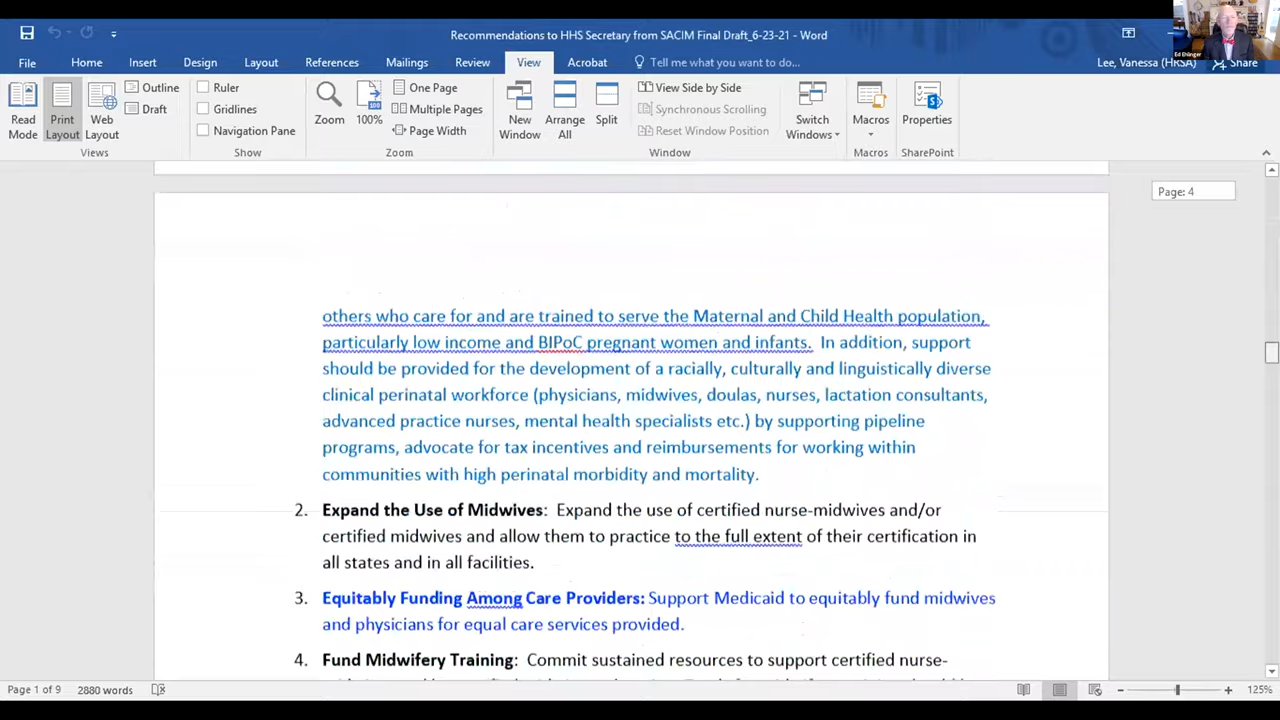 Recommendations to HHS Secretary from SACIM Final Draft_6-23-21 - Word
Ed Ehlinger
File Home Insert Design Layout References Mailings Review View Acrobat Tell me what you want to do... Lee, Vanessa (HRSA) Share
Read Mode
Print Layout
Web Layout
Outline
Draft
Views
Ruler
Gridlines
Navigation Pane
Show
Zoom
100%
One Page
Multiple Pages
Page Width
Zoom
New Window
Arrange All
Split
View Side by Side
Synchronous Scrolling
Reset Window Position
Switch Windows
Window
Macros
Macros
Properties
SharePoint
Page: 4
others who care for and are trained to serve the Maternal and Child Health population,
particularly low income and BIPoC pregnant women and infants. In addition, support
should be provided for the development of a racially, culturally and linguistically diverse
clinical perinatal workforce (physicians, midwives, doulas, nurses, lactation consultants,
advanced practice nurses, mental health specialists etc.) by supporting pipeline
programs, advocate for tax incentives and reimbursements for working within
communities with high perinatal morbidity and mortality.
2. Expand the Use of Midwives: Expand the use of certified nurse-midwives and/or
certified midwives and allow them to practice to the full extent of their certification in
all states and in all facilities.
3. Equitably Funding Among Care Providers: Support Medicaid to equitably fund midwives
and physicians for equal care services provided.
4. Fund Midwifery Training: Commit sustained resources to support certified nurse-
Page 1 of 9 2880 words 125%